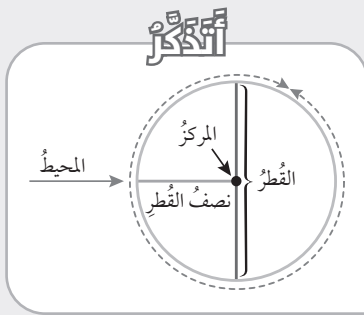 أَتَذَكَّرُ
المركزُ
المحيطُ
القُطرُ
نصفُ القُطرِ